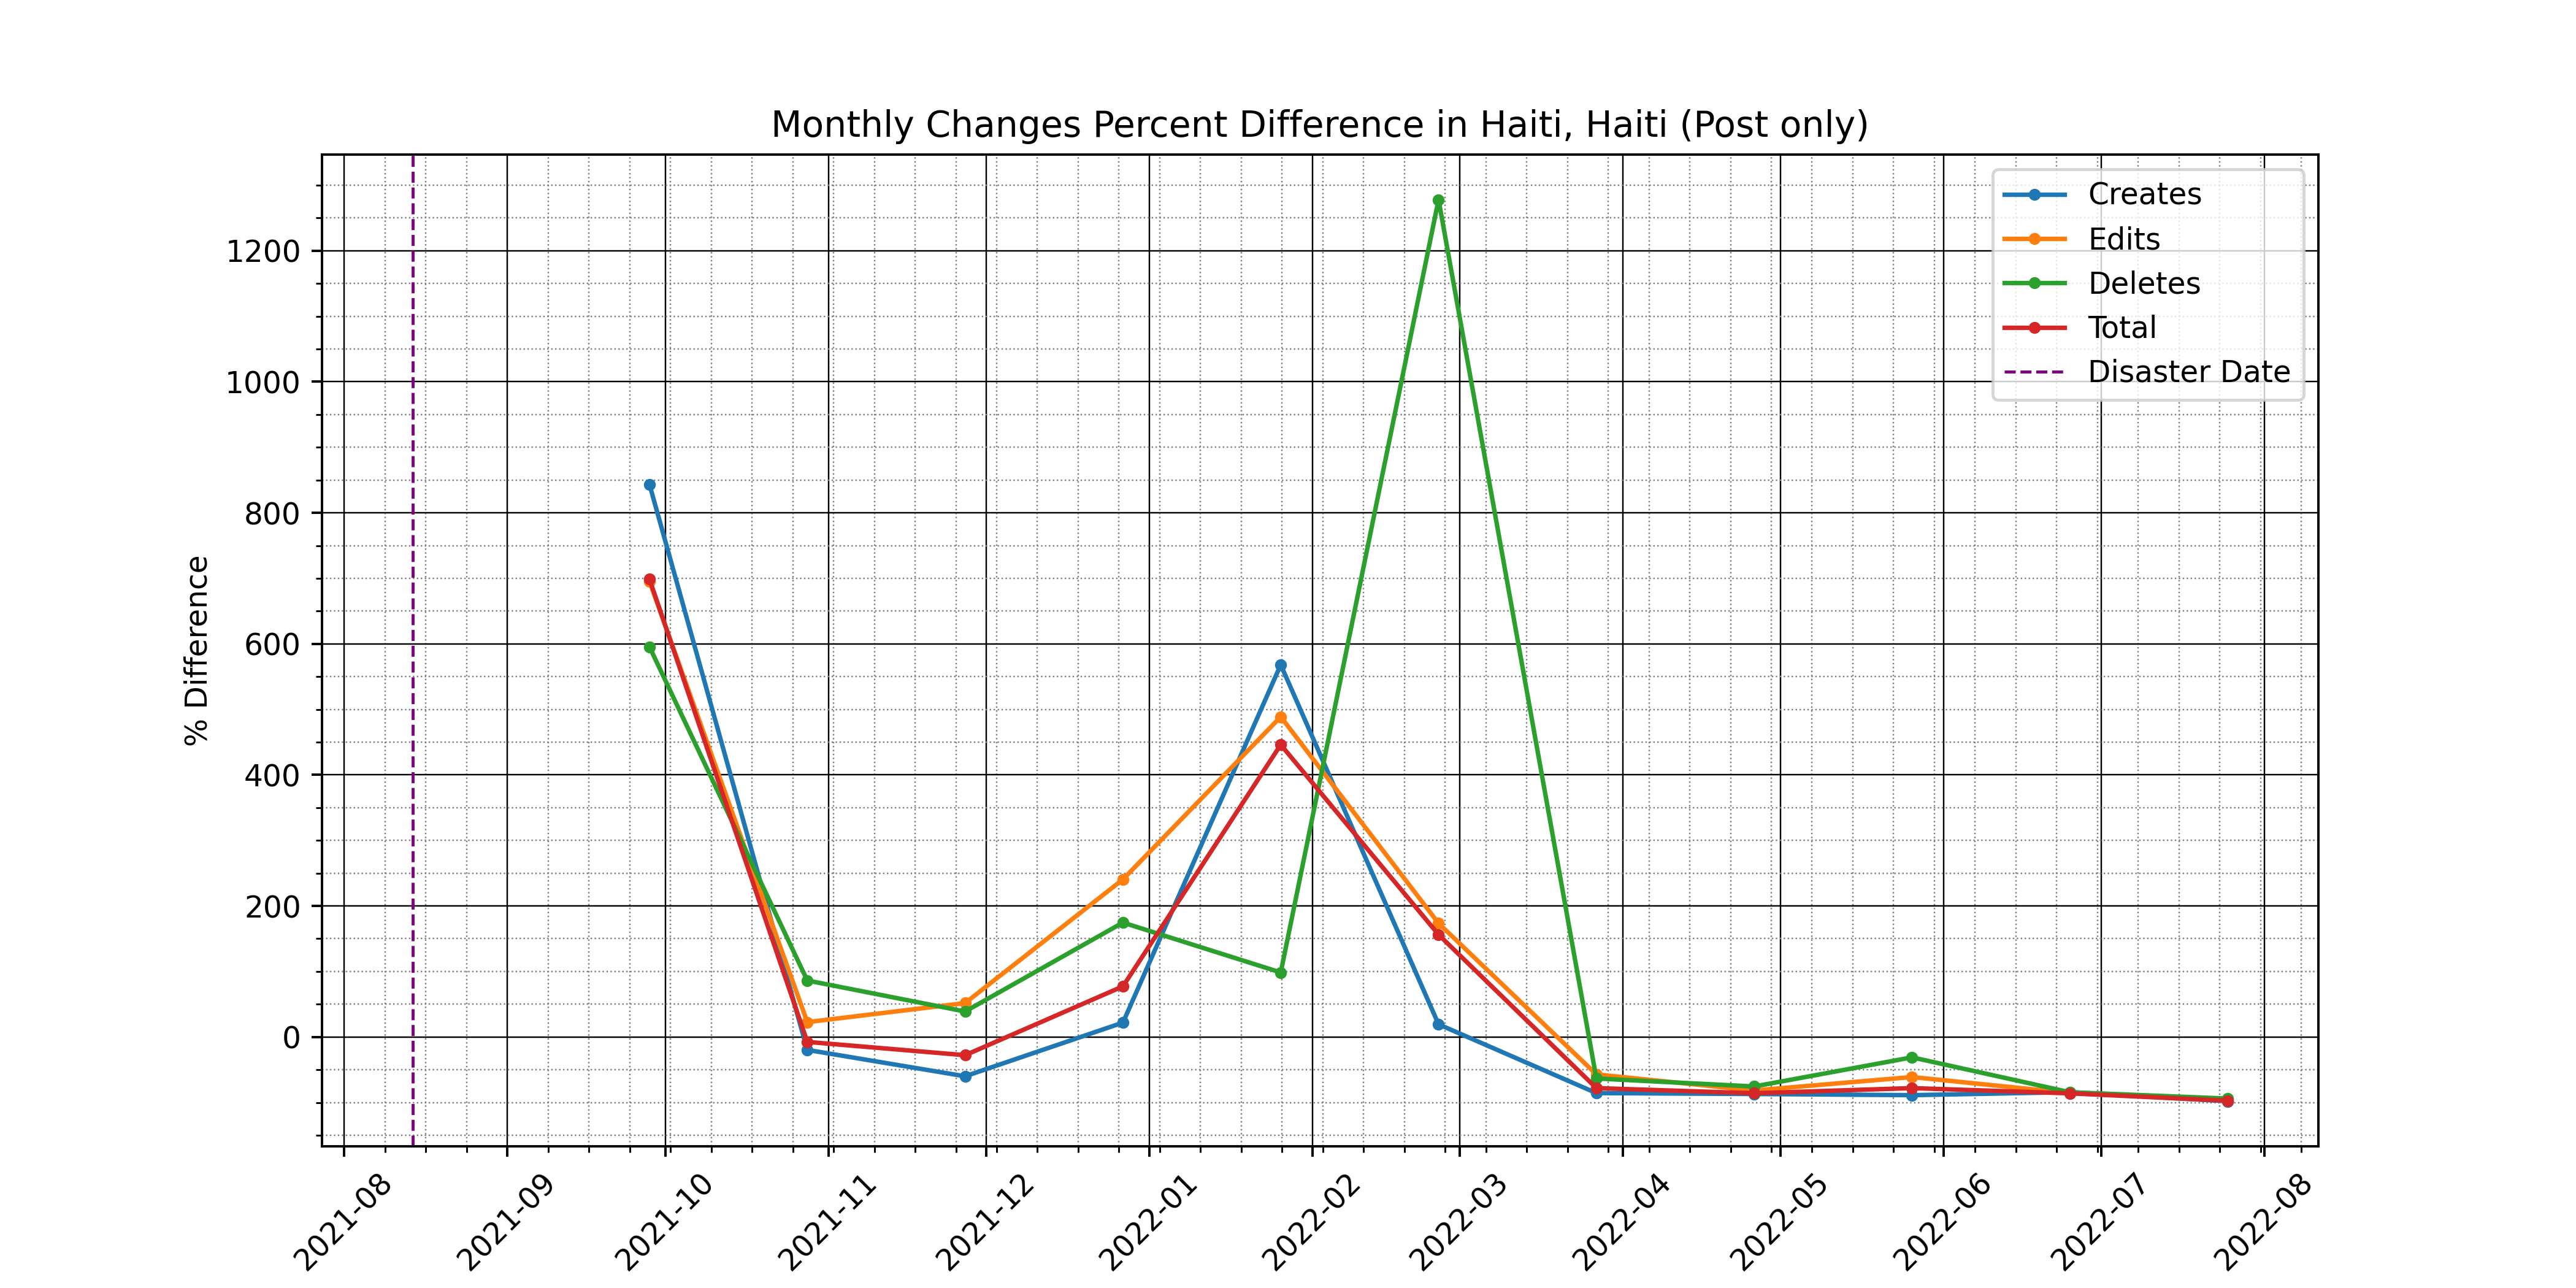 Monthly Changes Percent Difference in Haiti, Haiti (Post only)
Creates
Edits
Deletes
Total
Disaster Date
% Difference
1200
1000
800
600
400
200
0
2021-08
2021-09
2021-10
2021-11
2021-12
2022-01
2022-02
2022-03
2022-04
2022-05
2022-06
2022-07
2022-08